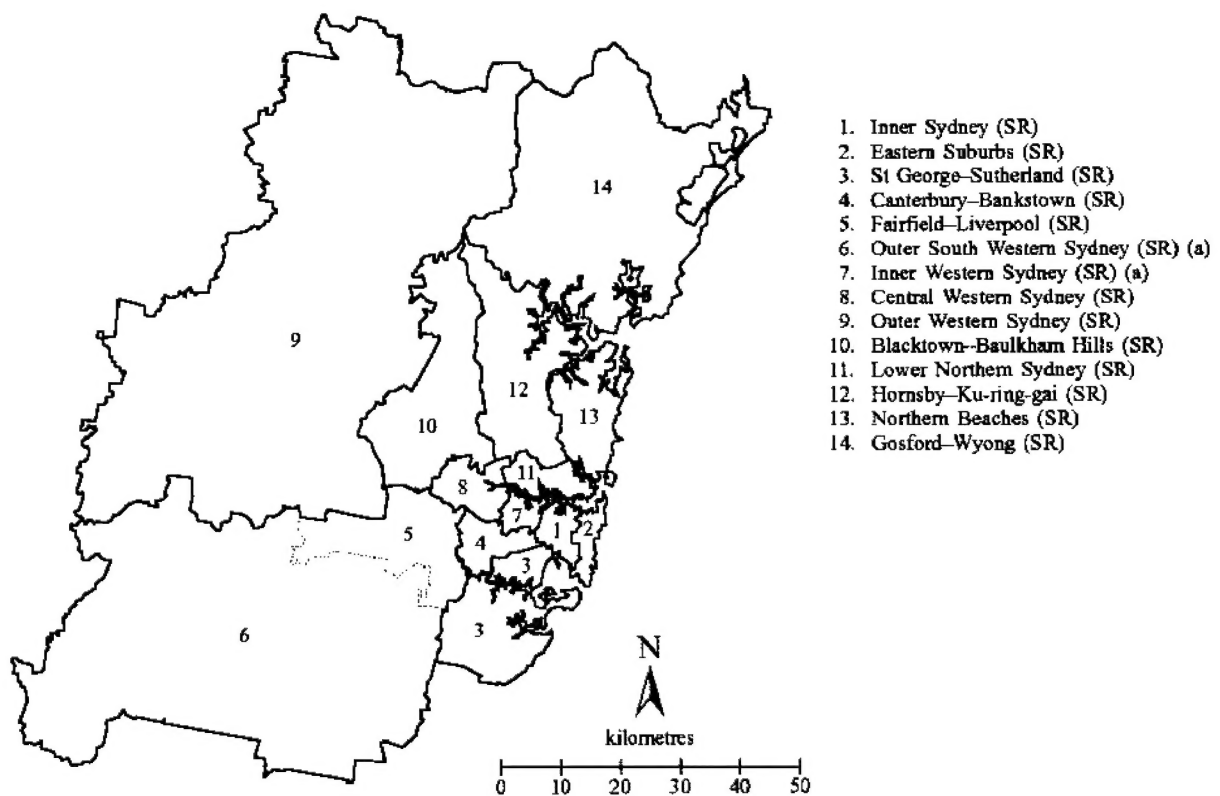 1. Inner Sydney (SR)
2. Eastern Suburbs (SR)
3. St George–Sutherland (SR)
4. Canterbury–Bankstown (SR)
5. Fairfield–Liverpool (SR)
6. Outer South Western Sydney (SR) (a)
7. Inner Western Sydney (SR) (a)
8. Central Western Sydney (SR)
9. Outer Western Sydney (SR)
10. Blacktown--Baulkham Hills (SR)
11. Lower Northern Sydney (SR)
12. Hornsby–Ku-ring-gai (SR)
13. Northern Beaches (SR)
14. Gosford–Wyong (SR)
14
9
12
13
10
11
8
7
1
2
5
4
3
6
3
N
kilometres
0 10 20 30 40 50